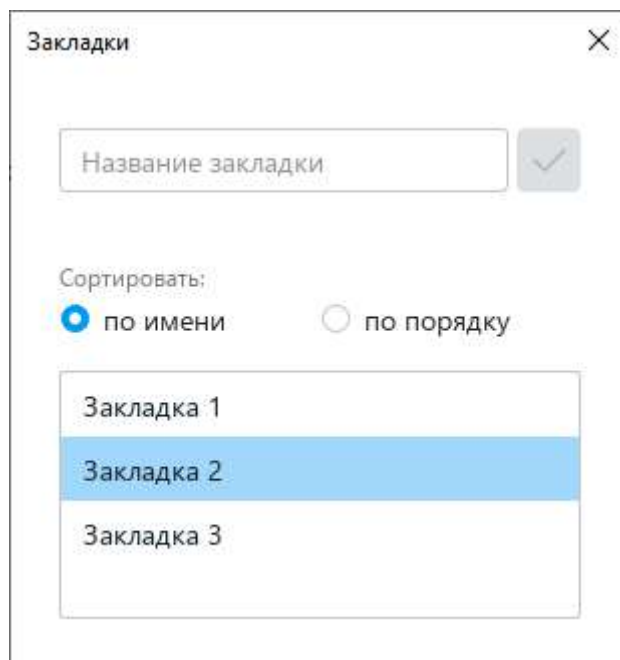 Закладки
Название закладки
Сортировать:
по имени по порядку
Закладка 1
Закладка 2
Закладка 3